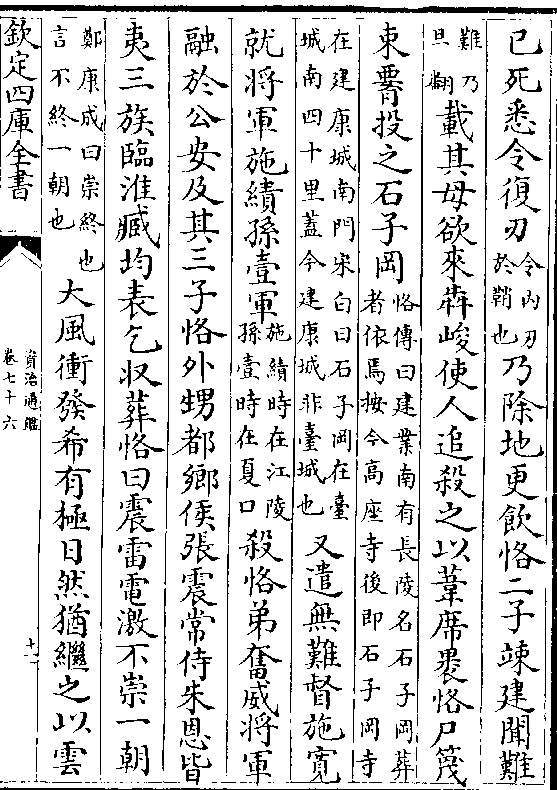 已死悉令復刃令内刃於鞘也乃除地更飲恪二子竦建聞難
難乃旦翻載其母欲來犇峻使人追殺之以葦席裹恪尸篾
束䙅投之石子岡恪傳曰建業南有長陵名石子岡葬者依焉按今高座寺後即石子岡寺
在建康城南門宋白曰石子岡在臺城南四十里葢今建康城非臺城也又遣無難督施寛
就將軍施績孫壹軍施績時在江陵孫壹時在夏口殺恪弟奮威將軍
融於公安及其三子恪外甥都鄉侯張震常侍朱恩皆
夷三族臨淮臧均表乞収葬恪曰震雷電激不崇一朝
鄭康成曰崇終也言不終一朝也大風衝發希有極日然猶繼之以雲
欽定四庫全書
資治通鑑
卷七十六
十一